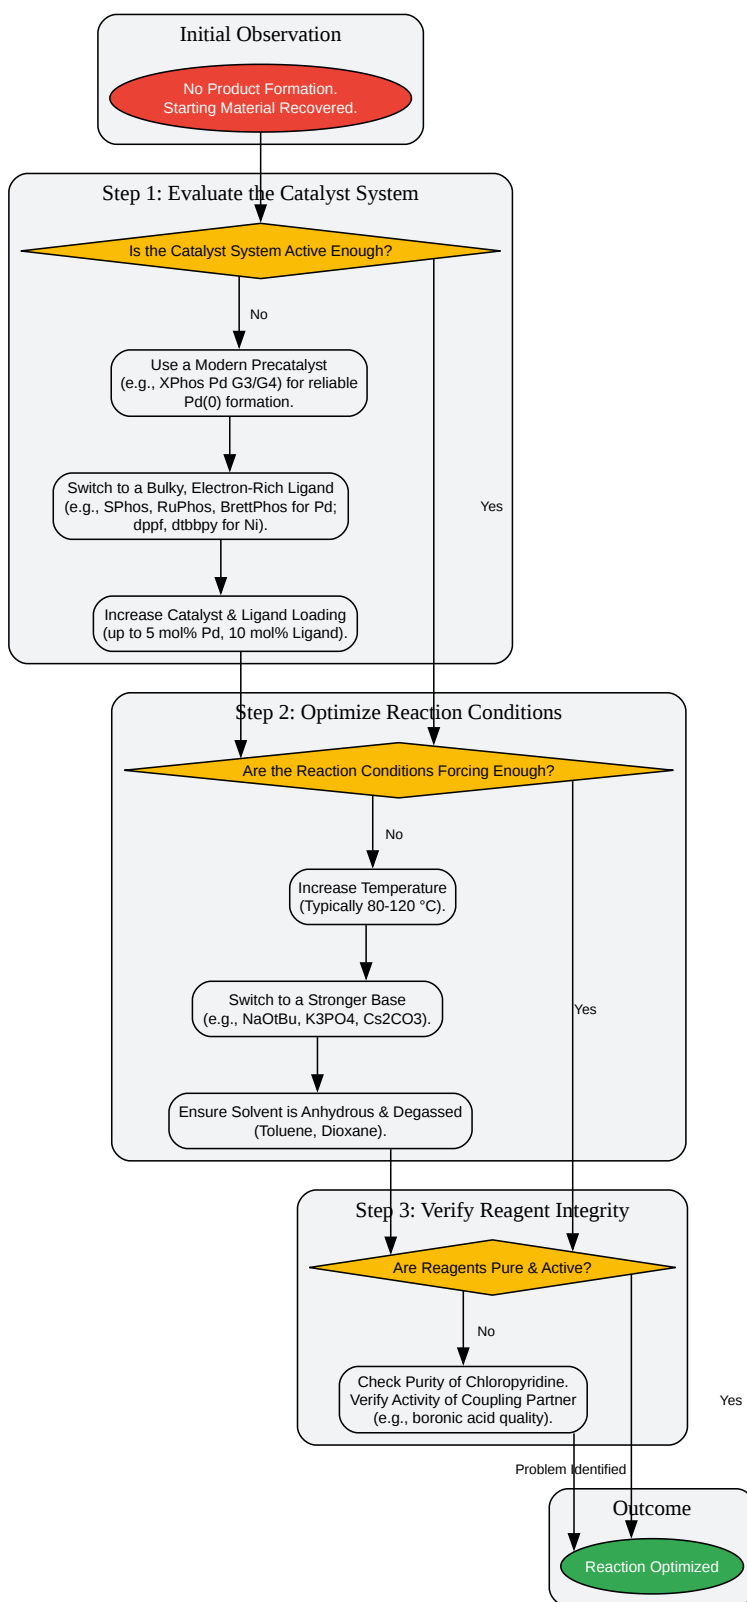 Initial Observation
No Product Formation.
Starting Material Recovered.
Step 1: Evaluate the Catalyst System
Is the Catalyst System Active Enough?
No
Use a Modern Precatalyst
(e.g., XPhos Pd G3/G4) for reliable
Pd(0) formation.
Switch to a Bulky, Electron-Rich Ligand
(e.g., SPhos, RuPhos, BrettPhos for Pd;
dppf, dtbbpy for Ni).
Yes
Increase Catalyst & Ligand Loading
(up to 5 mol% Pd, 10 mol% Ligand).
Step 2: Optimize Reaction Conditions
Are the Reaction Conditions Forcing Enough?
No
Increase Temperature
(Typically 80-120 °C).
Switch to a Stronger Base
(e.g., NaOtBu, K3PO4, Cs2CO3).
Yes
Ensure Solvent is Anhydrous & Degassed
(Toluene, Dioxane).
Step 3: Verify Reagent Integrity
Are Reagents Pure & Active?
No
Check Purity of Chloropyridine.
Verify Activity of Coupling Partner
(e.g., boronic acid quality).
Yes
Problem Identified
Outcome
Reaction Optimized